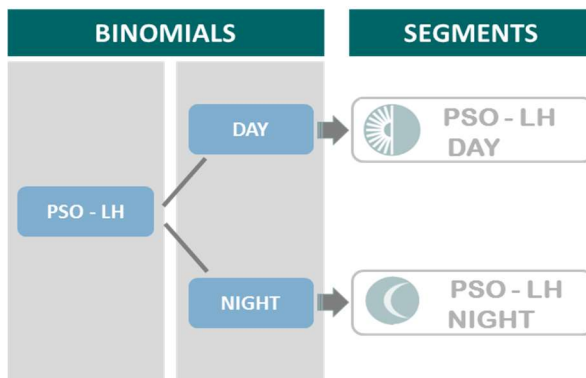 BINOMIALS
SEGMENTS
DAY
PSO - LH
DAY
PSO - LH
NIGHT
PSO - LH
NIGHT